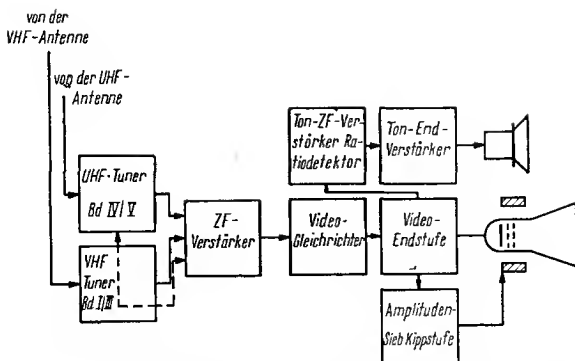 von der
VHF-Antenne
von der UHF-
Antenne
UHF-Tuner
Bd IV/V
VHF
Tuner
Bd I/III
ZF-
Verstärker
Ton-ZF-Ver-
störker Ra-
tiodetektor
Ton-End-
Verstärker
Video-
Gleichrichter
Video-
Endstufe
Amplituden-
Sieb Kippstufe